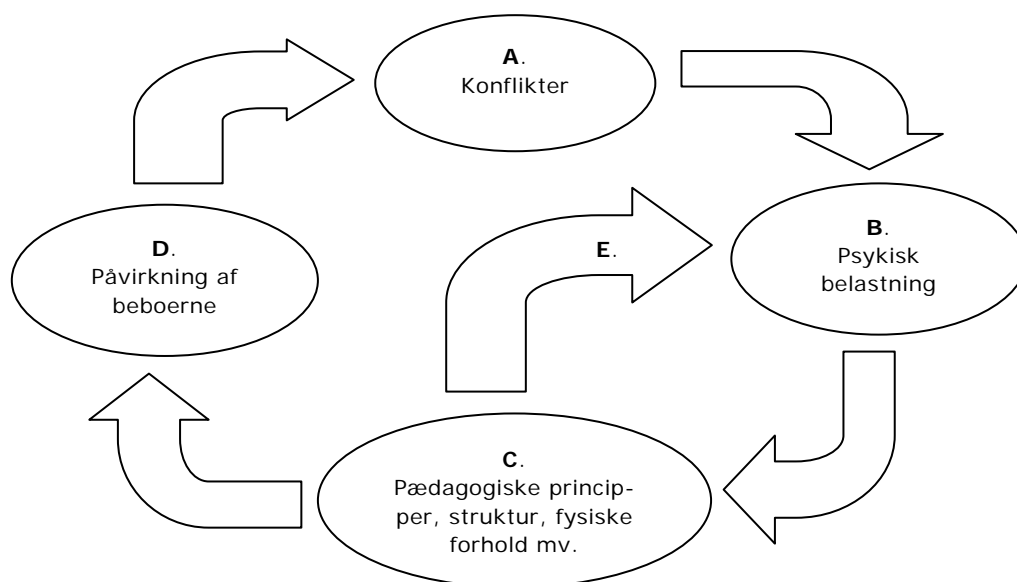 A.
Konflikter
B.
Psykisk
belastning
E.
D.
Påvirkning af
beboerne
C.
Pædagogiske princip-
per, struktur, fysiske
forhold mv.